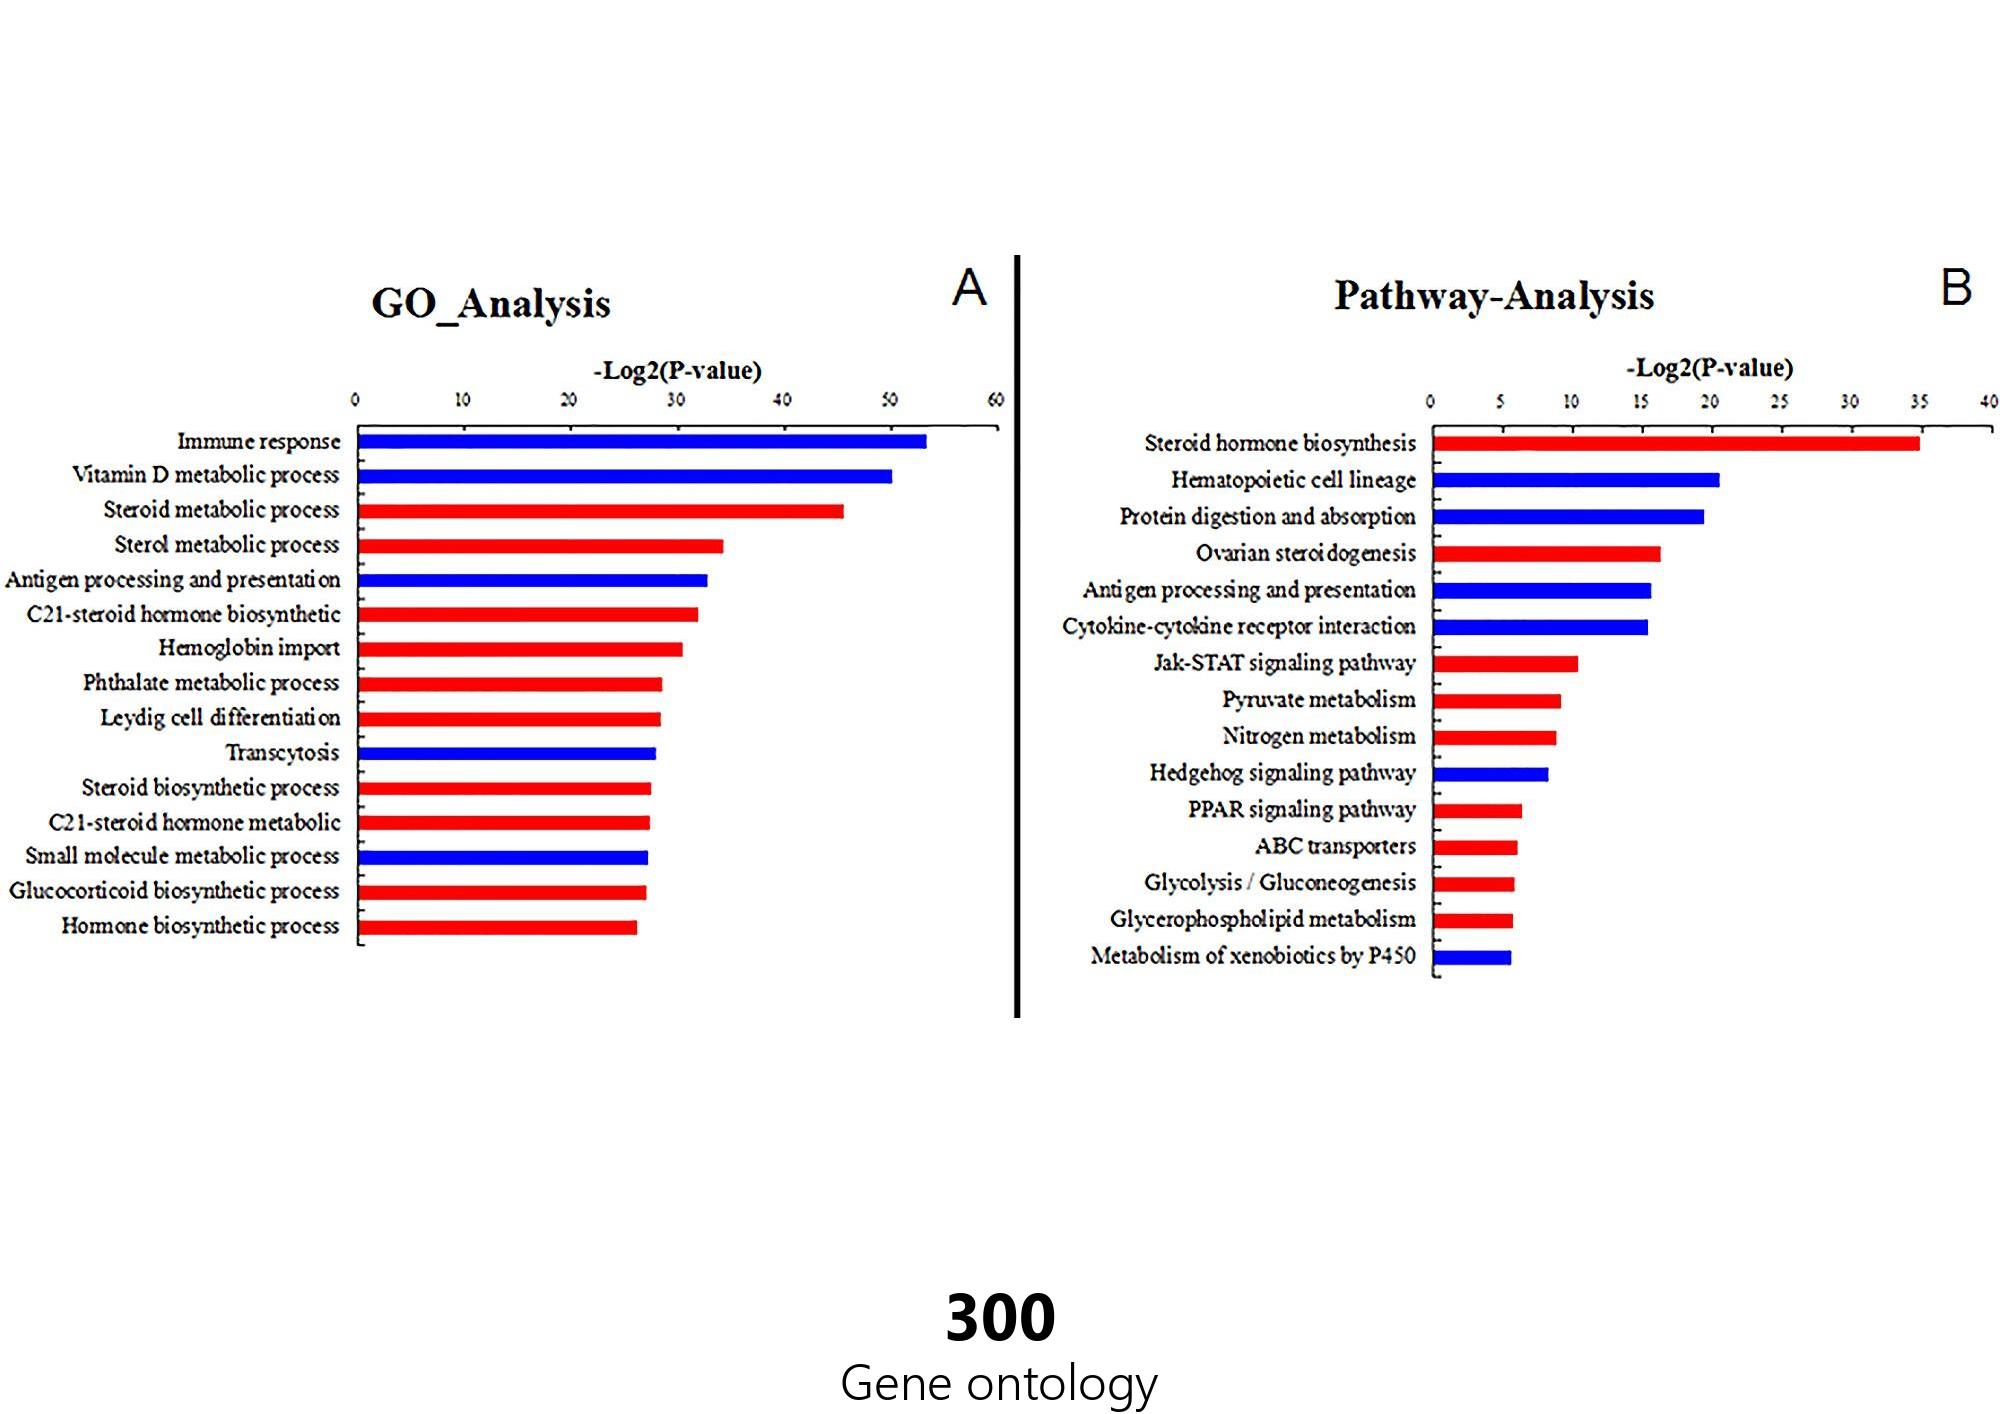 GO_Analysis
A
-Log2(P-value)
0 10 20 30 40 50 60
Immune response
Vitamin D metabolic process
Steroid metabolic process
Sterol metabolic process
Antigen processing and presentation
C21-steroid hormone biosynthetic
Hemoglobin import
Phthalate metabolic process
Leydig cell differentiation
Transcytosis
Steroid biosynthetic process
C21-steroid hormone metabolic
Small molecule metabolic process
Glucocorticoid biosynthetic process
Hormone biosynthetic process
Pathway-Analysis
B
-Log2(P-value)
0 5 10 15 20 25 30 35 40
Steroid hormone biosynthesis
Hematopoietic cell lineage
Protein digestion and absorption
Ovarian steroidogenesis
Antigen processing and presentation
Cytokine-cytokine receptor interaction
Jak-STAT signaling pathway
Pyruvate metabolism
Nitrogen metabolism
Hedgehog signaling pathway
PPAR signaling pathway
ABC transporters
Glycolysis / Gluconeogenesis
Glycerophospholipid metabolism
Metabolism of xenobiotics by P450
300
Gene ontology